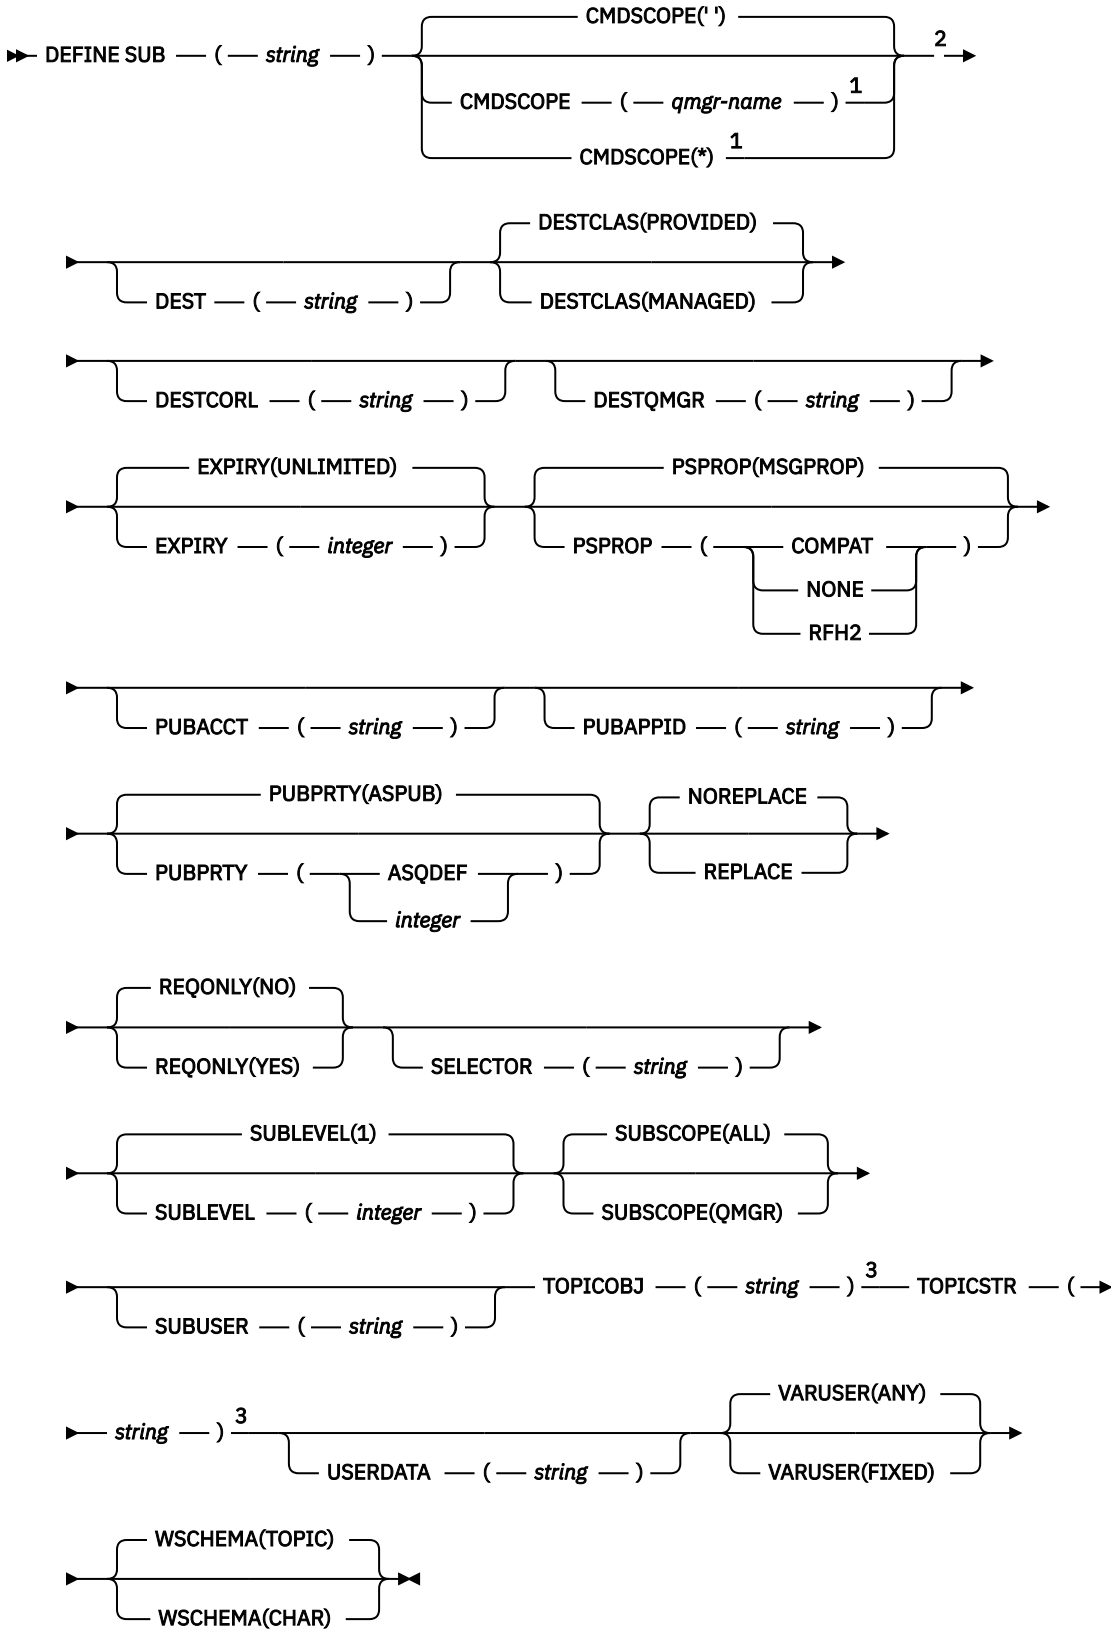 CMDSCOPE(' ')
DEFINE SUB ( string ) 2
CMDSCOPE ( qmgr-name ) 1
CMDSCOPE(*) 1
DESTCLAS(PROVIDED)
DEST ( string ) DESTCLAS(MANAGED)
DESTCORL ( string ) DESTQMGR ( string )
EXPIRY(UNLIMITED) PSPROP(MSGPROP)
EXPIRY ( integer ) PSPROP ( COMPAT )
NONE
RFH2
PUBACCT ( string ) PUBAPPID ( string )
PUBPRTY(ASPUB) NOREPLACE
PUBPRTY ( ASQDEF ) REPLACE
integer
REQONLY(NO)
REQONLY(YES) SELECTOR ( string )
SUBLEVEL(1) SUBSCOPE(ALL)
SUBLEVEL ( integer ) SUBSCOPE(QMGR)
TOPICOBJ ( string ) 3 TOPICSTR (
SUBUSER ( string )
VARUSER(ANY)
string ) 3
USERDATA ( string ) VARUSER(FIXED)
WSCHEMA(TOPIC)
WSCHEMA(CHAR)